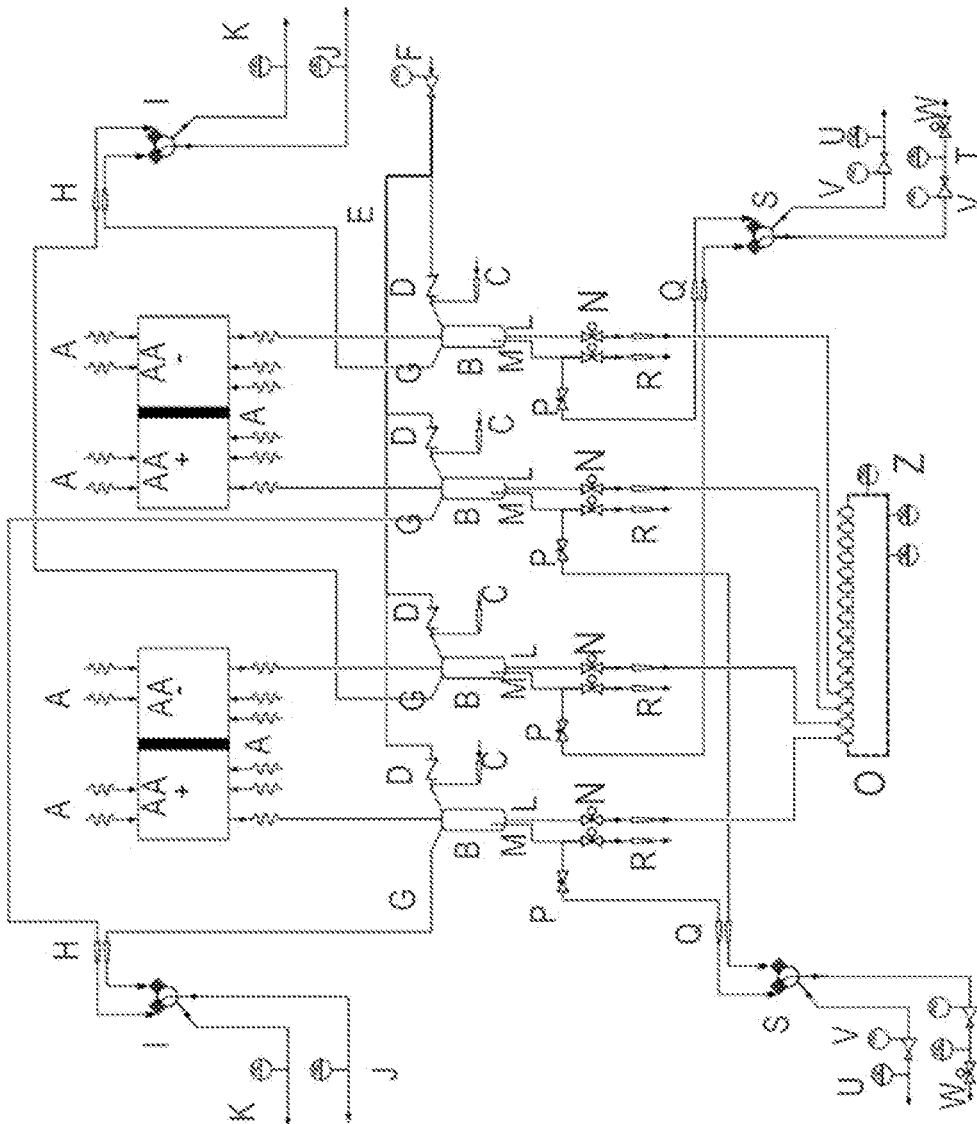 H A A A A H
I AA AA AA AA I
+ - + -
K A A K
J J
E
G D G D G D G D F
B C B C B C B C
M L M L M L M L
P N P N P N P N
R R R R
Q Q
S S
V V U
U O Z
W V T W